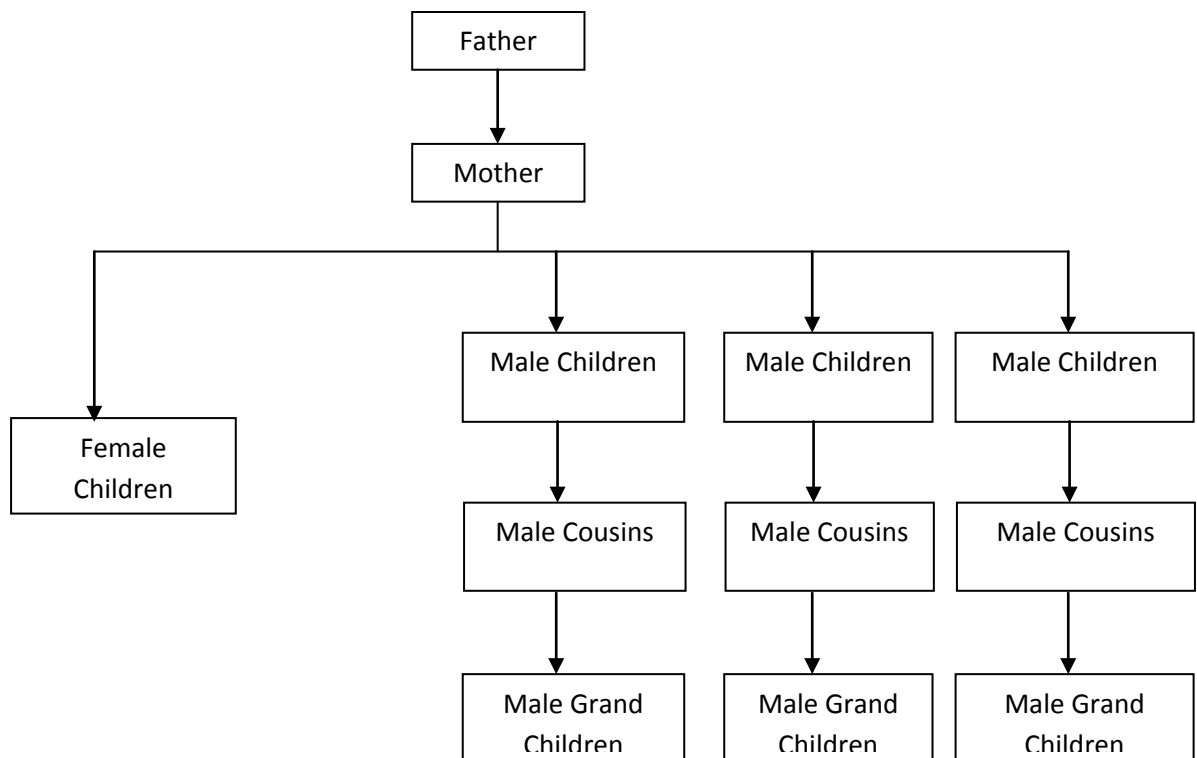 Father
Mother
Male Children
Male Children
Male Children
Female
Children
Male Cousins
Male Cousins
Male Cousins
Male Grand
Children
Male Grand
Children
Male Grand
Children